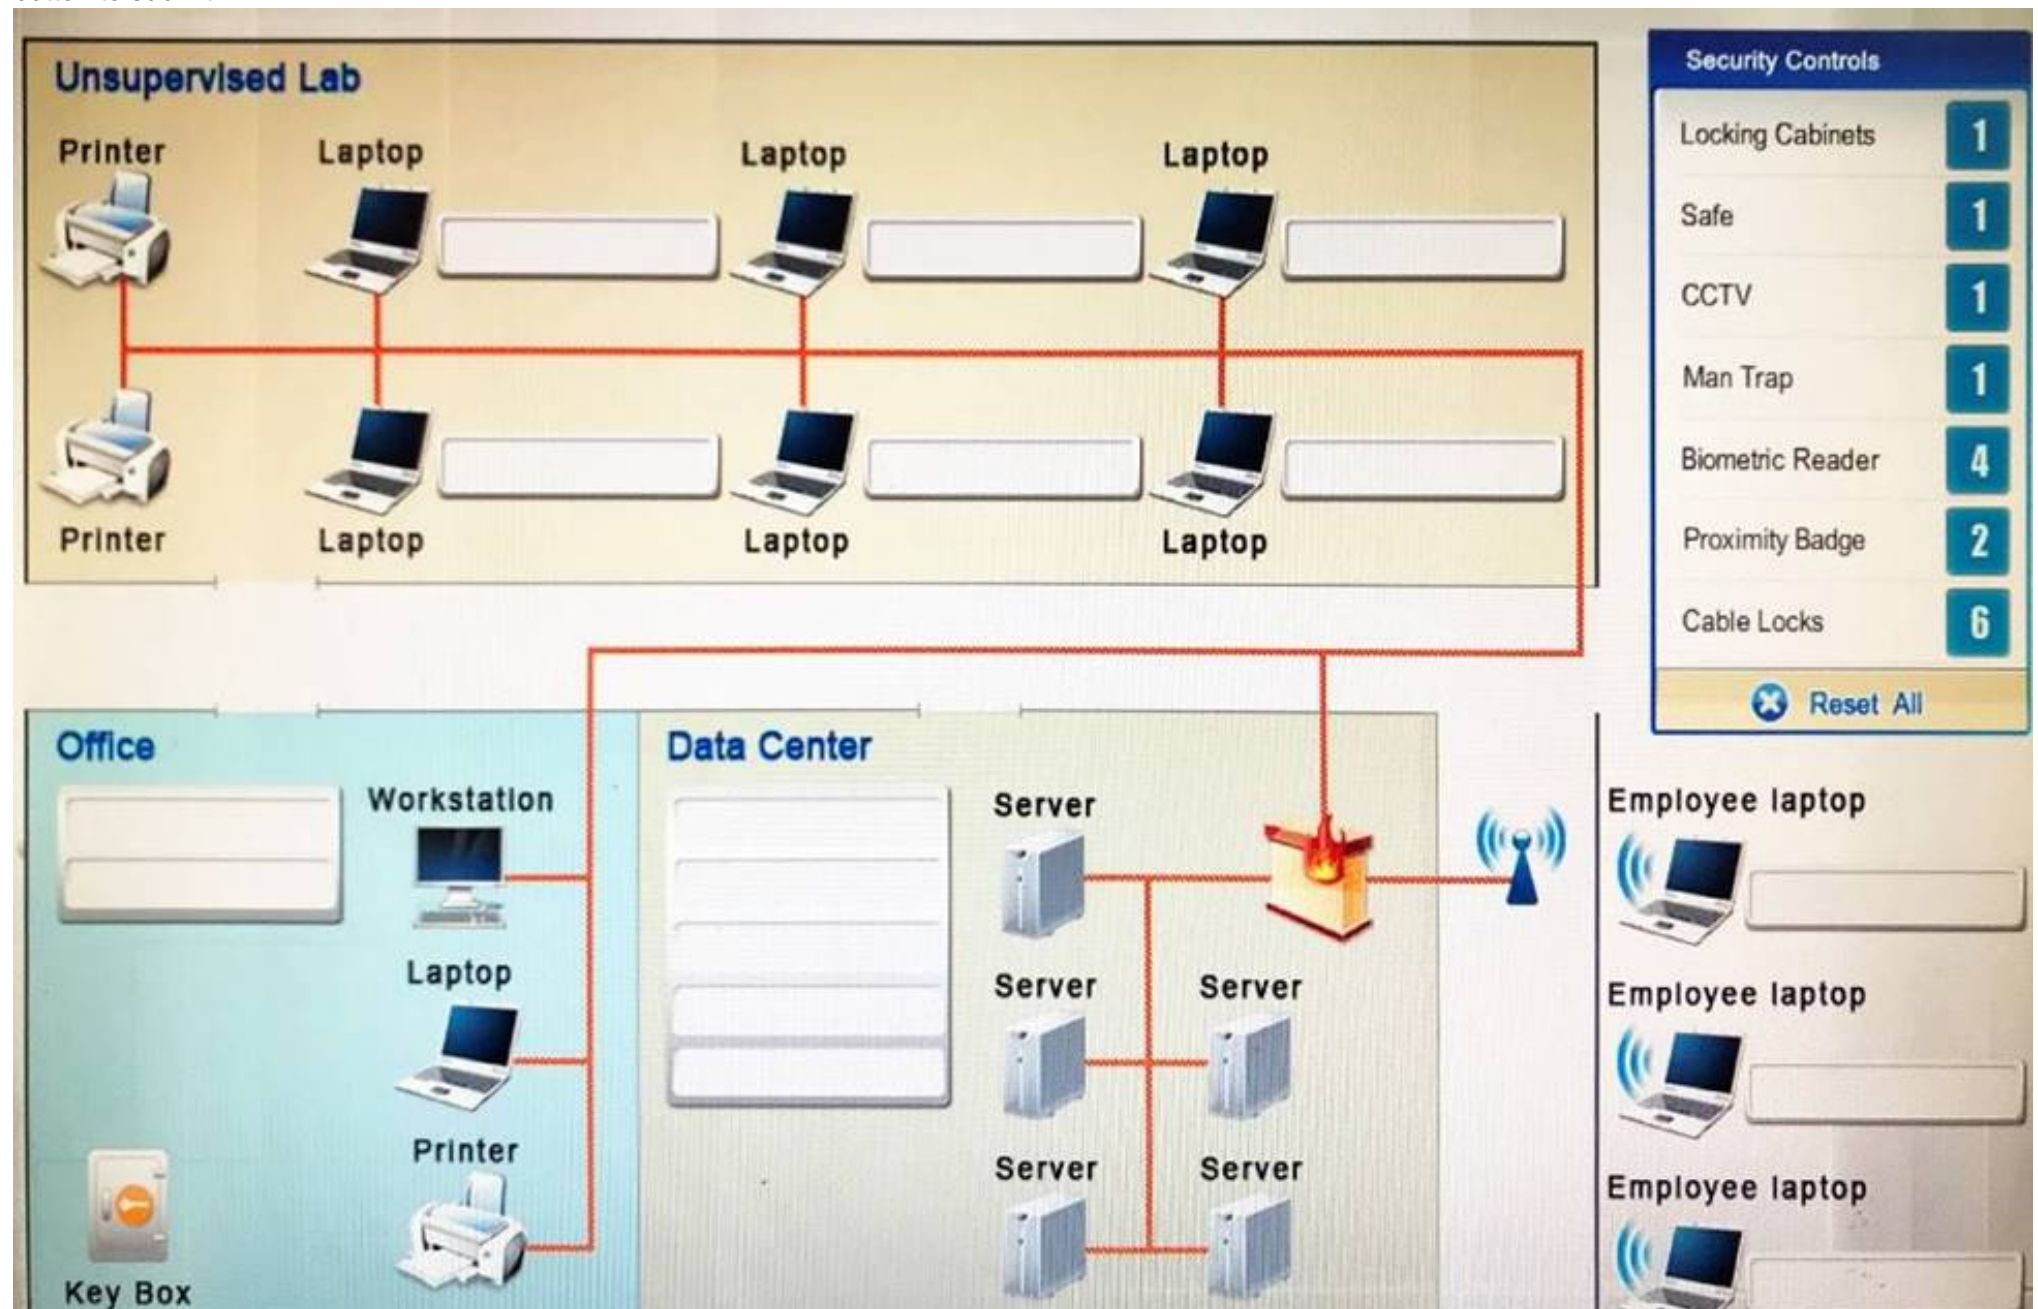 Unsupervised Lab
Security Controls
Printer
Laptop
Laptop
Laptop
Locking Cabinets 1
Safe 1
CCTV 1
Man Trap 1
Biometric Reader 4
Proximity Badge 2
Cable Locks 6
Reset All
Printer
Laptop
Laptop
Laptop
Office
Workstation
Laptop
Printer
Key Box
Data Center
Server
Server
Server
Server
Server
Employee laptop
Employee laptop
Employee laptop